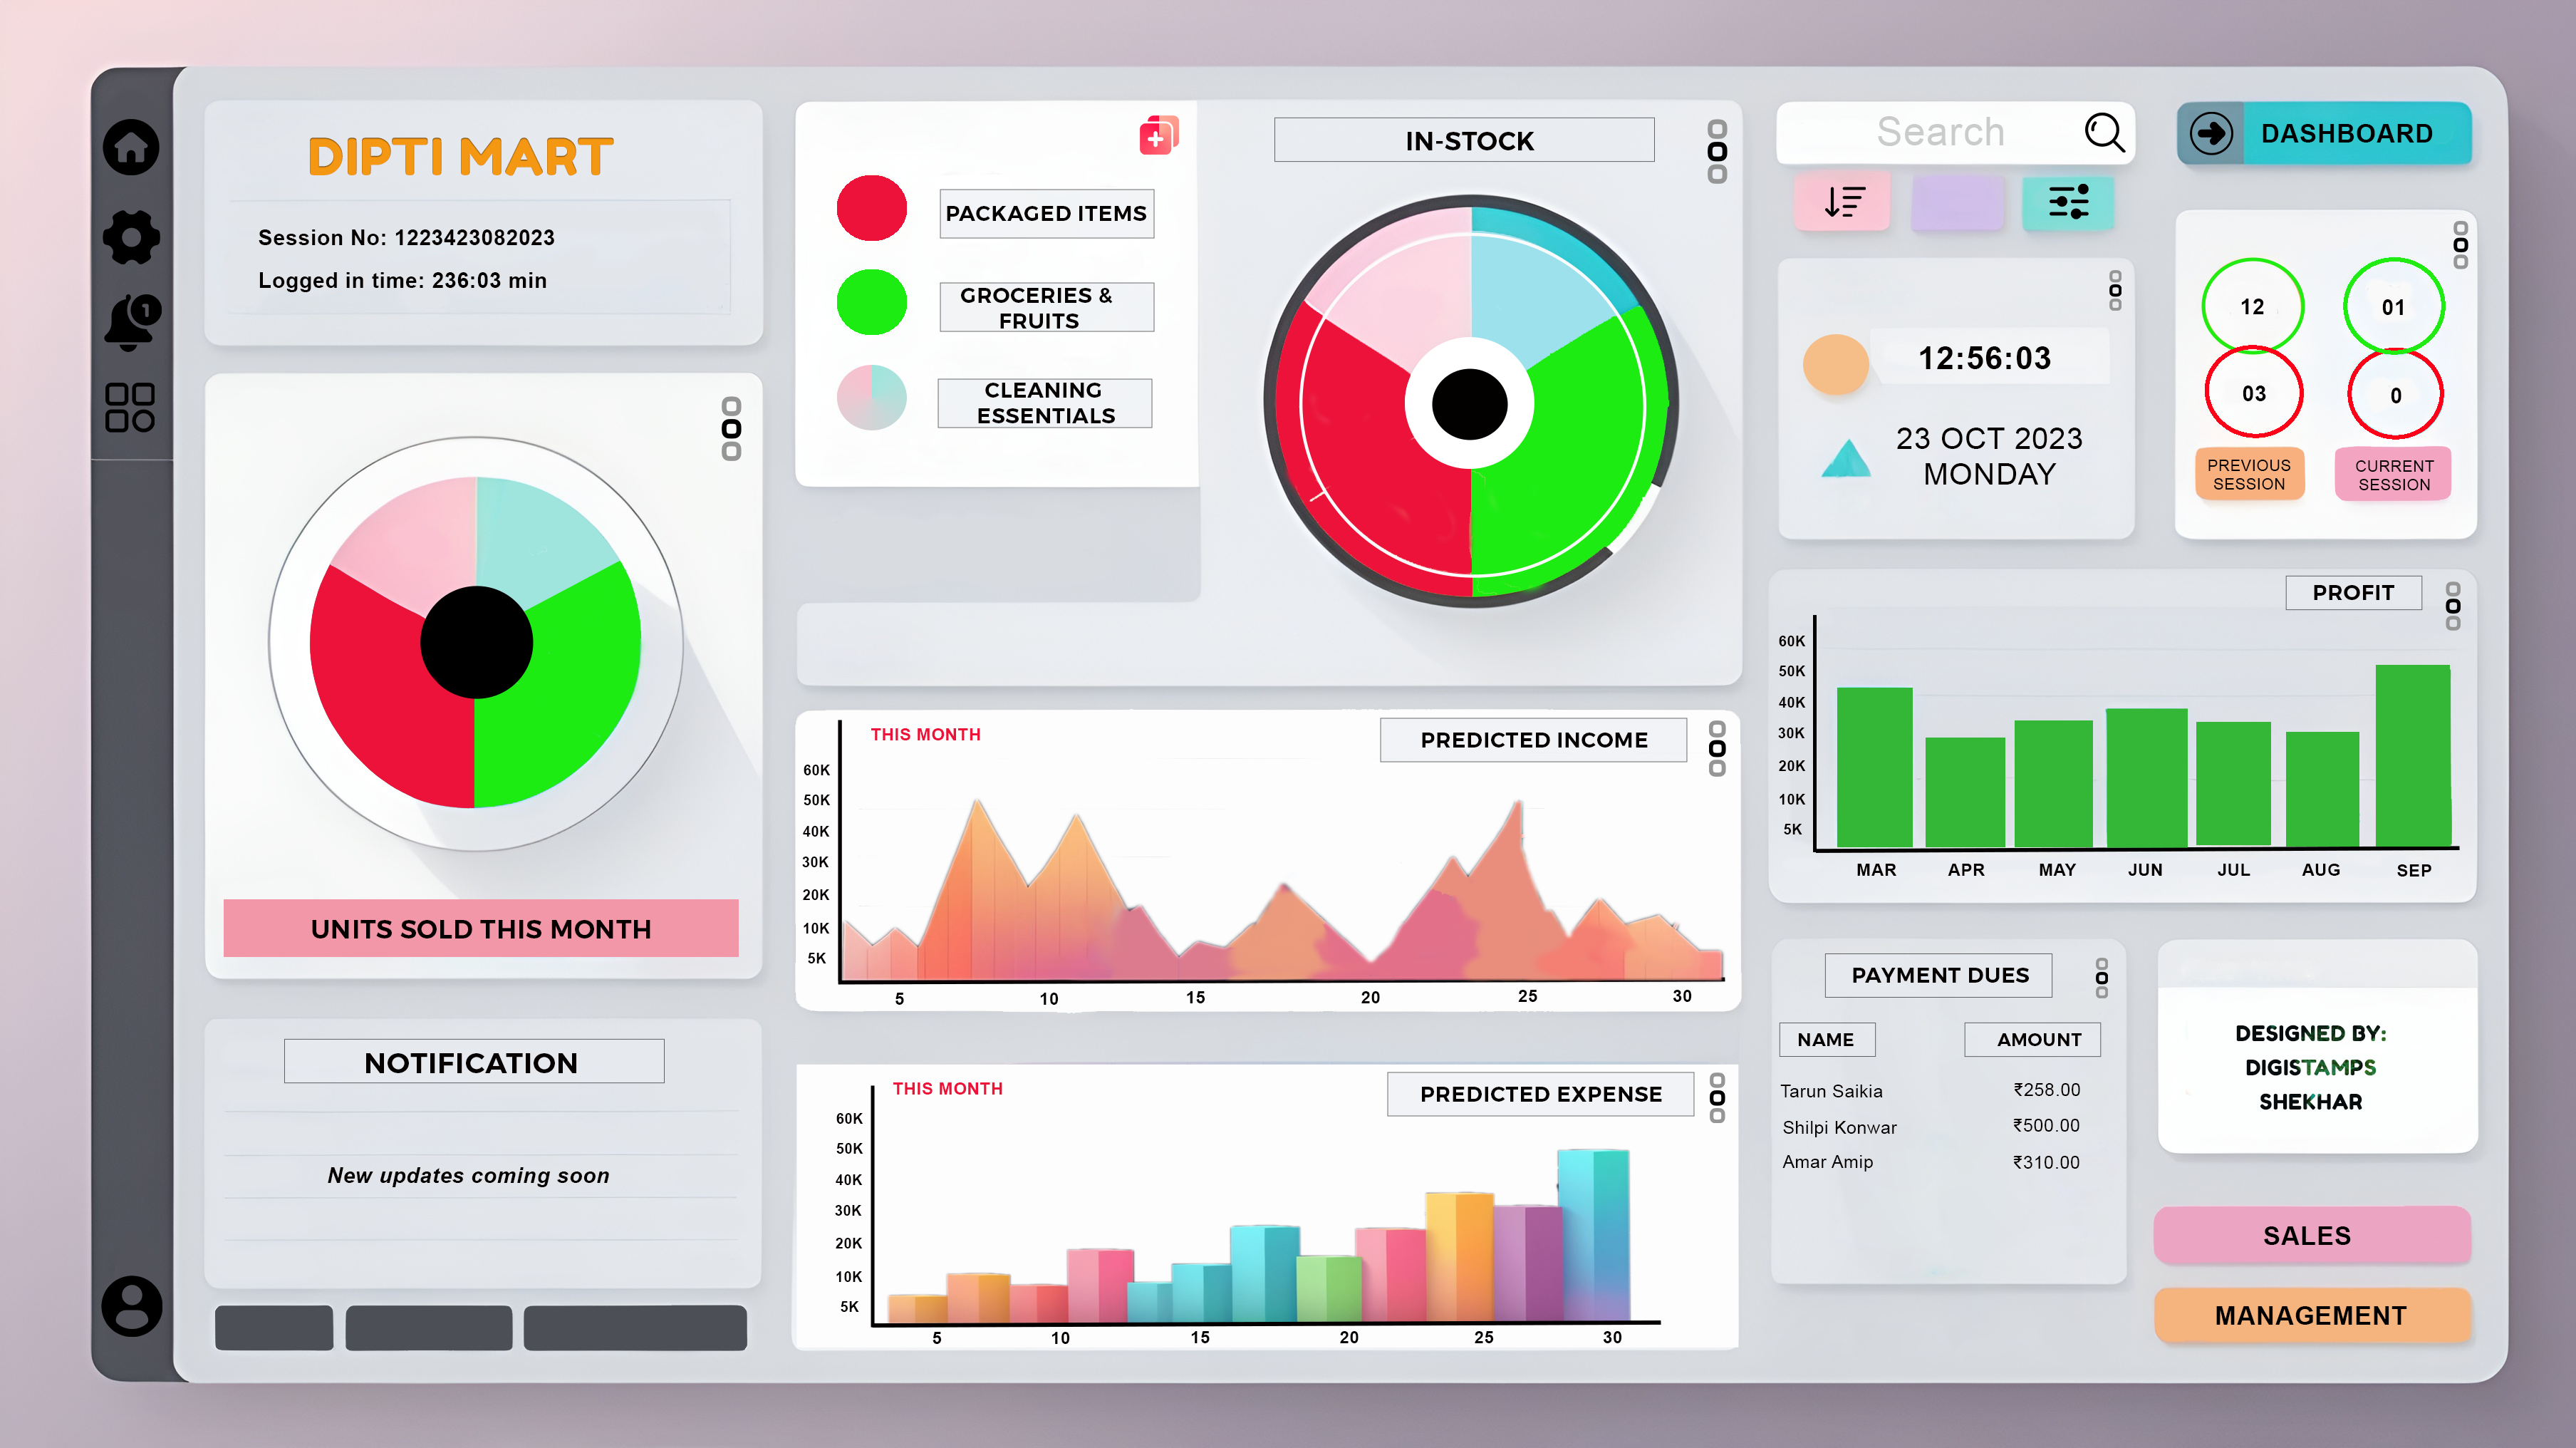 DIPTI MART
Session No: 1223423082023
Logged in time: 236:03 min
1
UNITS SOLD THIS MONTH
NOTIFICATION
New updates coming soon
PACKAGED ITEMS
GROCERIES &
FRUITS
CLEANING
ESSENTIALS
IN-STOCK
THIS MONTH
PREDICTED INCOME
60K
50K
40K
30K
20K
10K
5K
5 10 15 20 25 30
THIS MONTH
PREDICTED EXPENSE
60K
50K
40K
30K
20K
10K
5K
5 10 15 20 25 30
Search
DASHBOARD
12:56:03
23 OCT 2023
MONDAY
12 01
03 0
PREVIOUS
SESSION
CURRENT
SESSION
PROFIT
60K
50K
40K
30K
20K
10K
5K
MAR APR MAY JUN JUL AUG SEP
PAYMENT DUES
NAME AMOUNT
Tarun Saikia ₹258.00
Shilpi Konwar ₹500.00
Amar Amip ₹310.00
DESIGNED BY:
DIGISTAMPS
SHEKHAR
SALES
MANAGEMENT